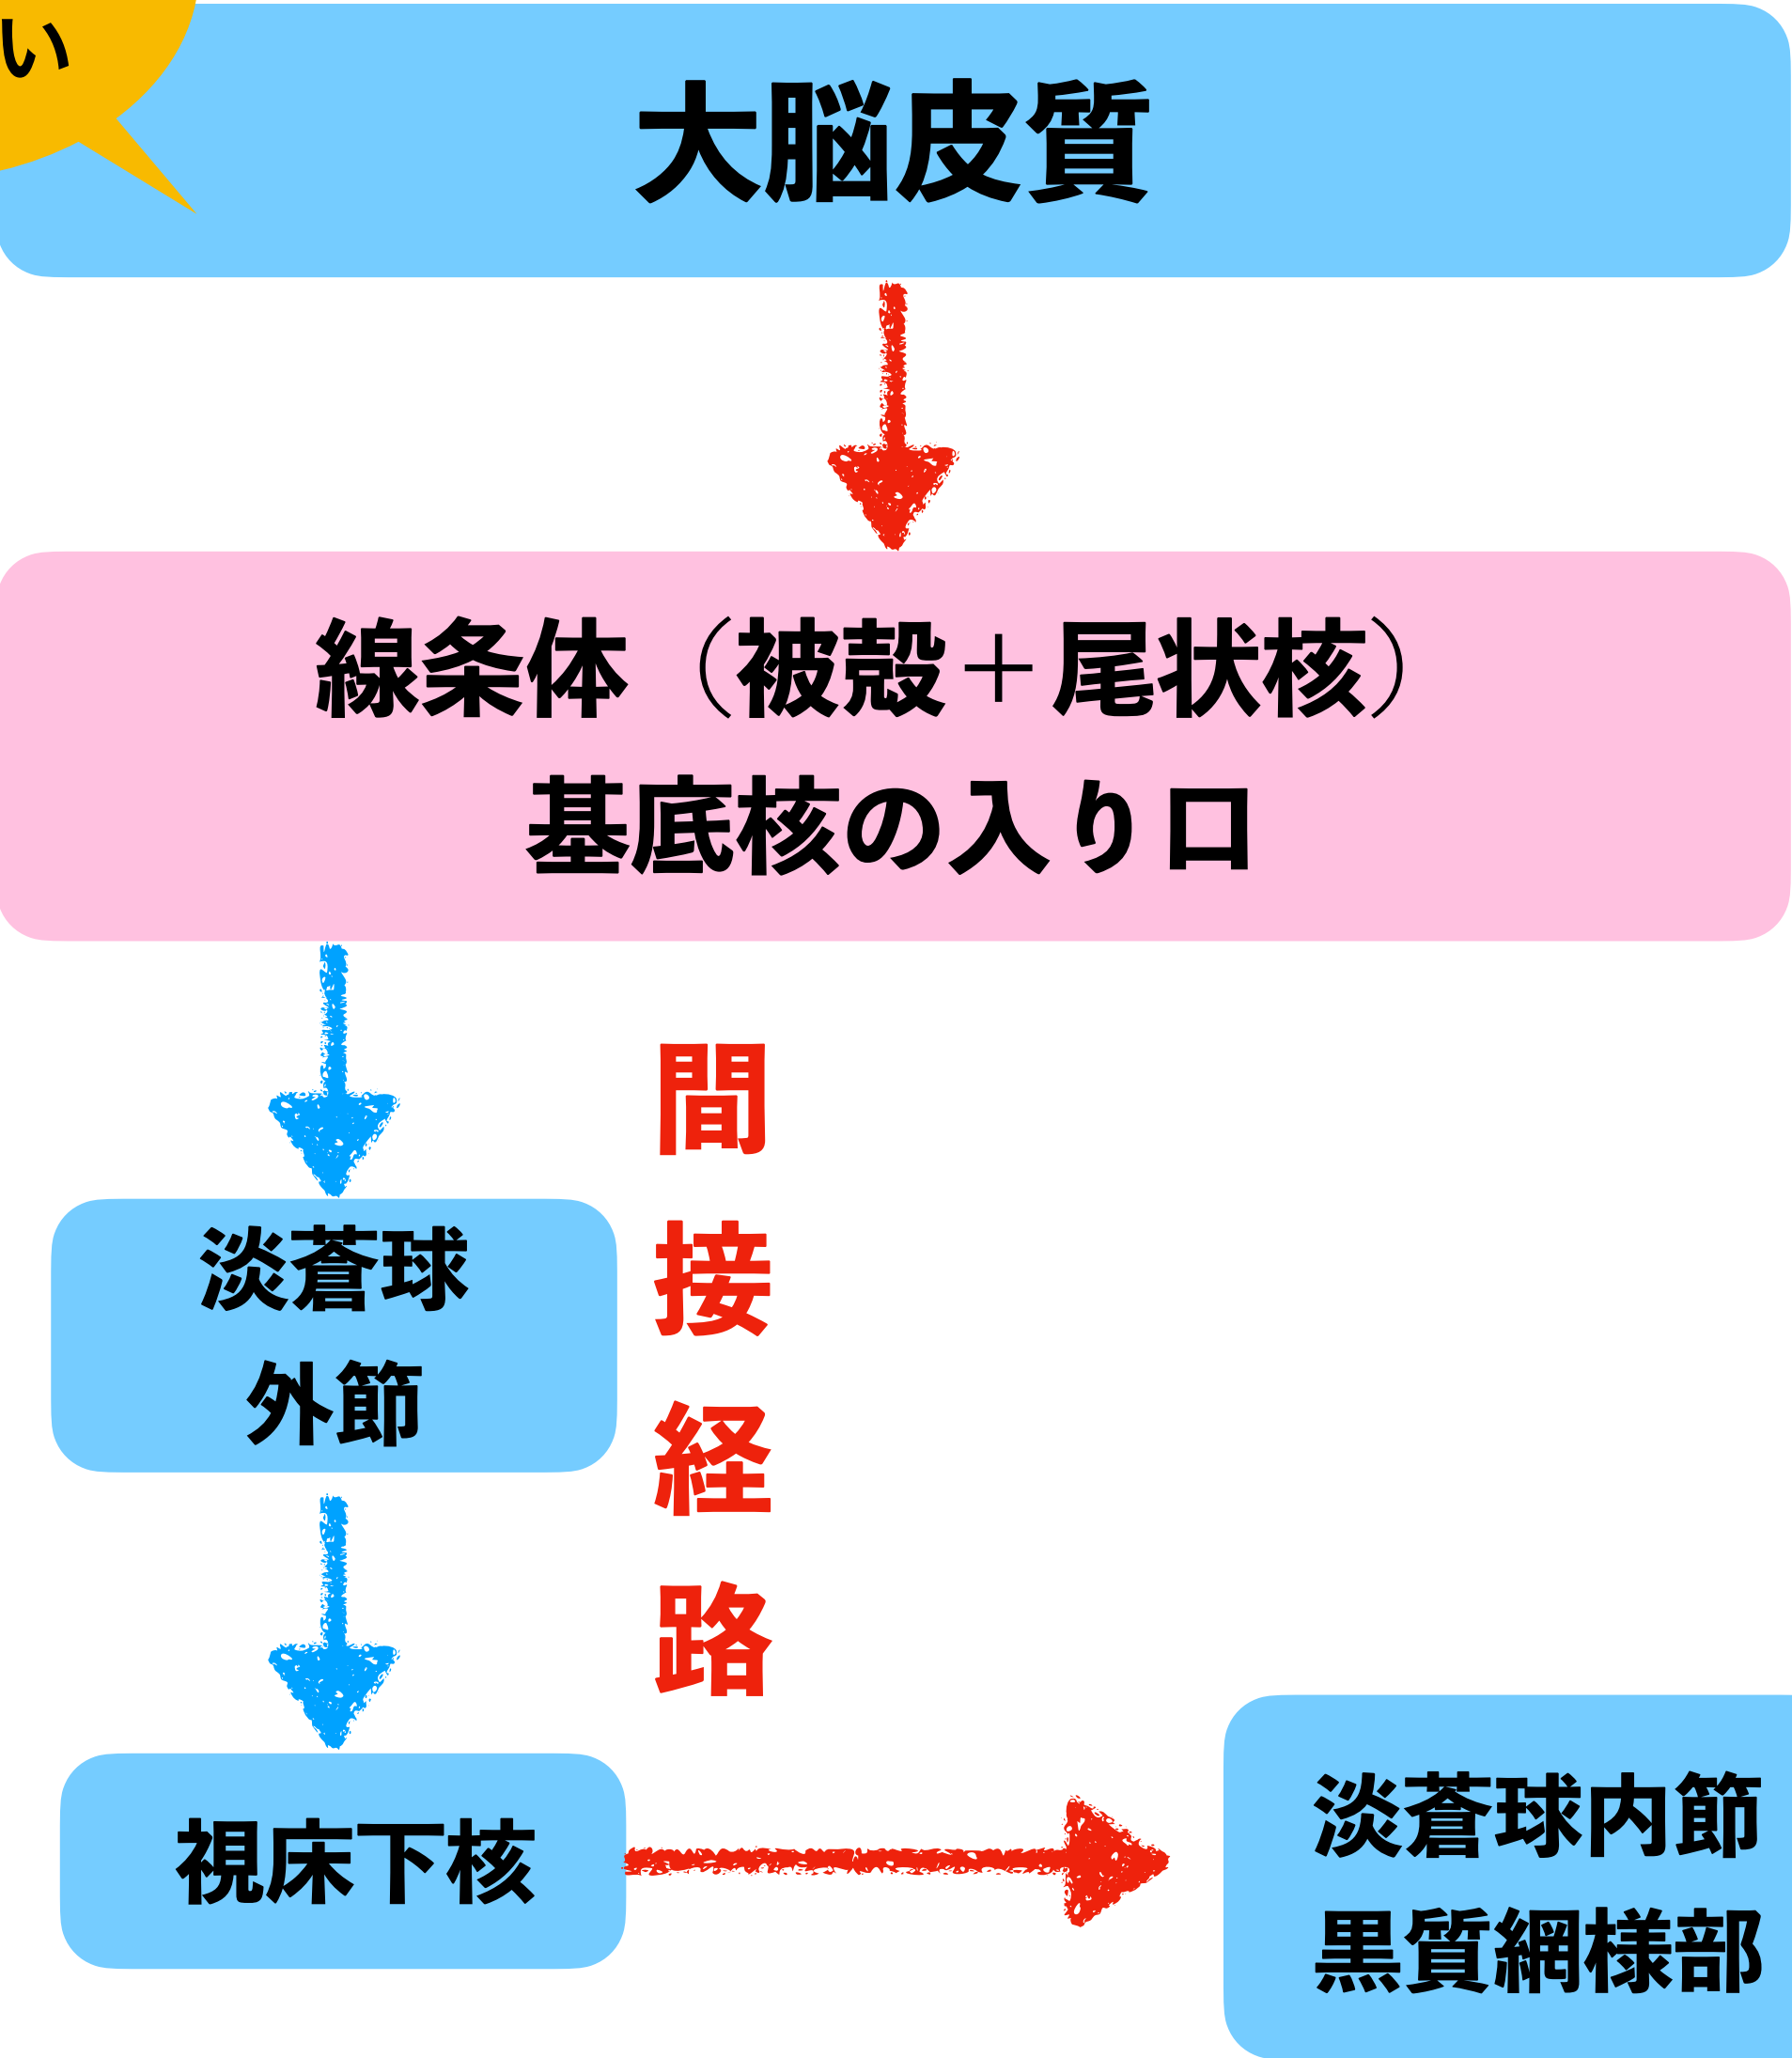 い
大脳皮質
線条体（被殻＋尾状核）
基底核の入り口
間接経路
淡蒼球
外節
視床下核
淡蒼球内節
黒質網様部